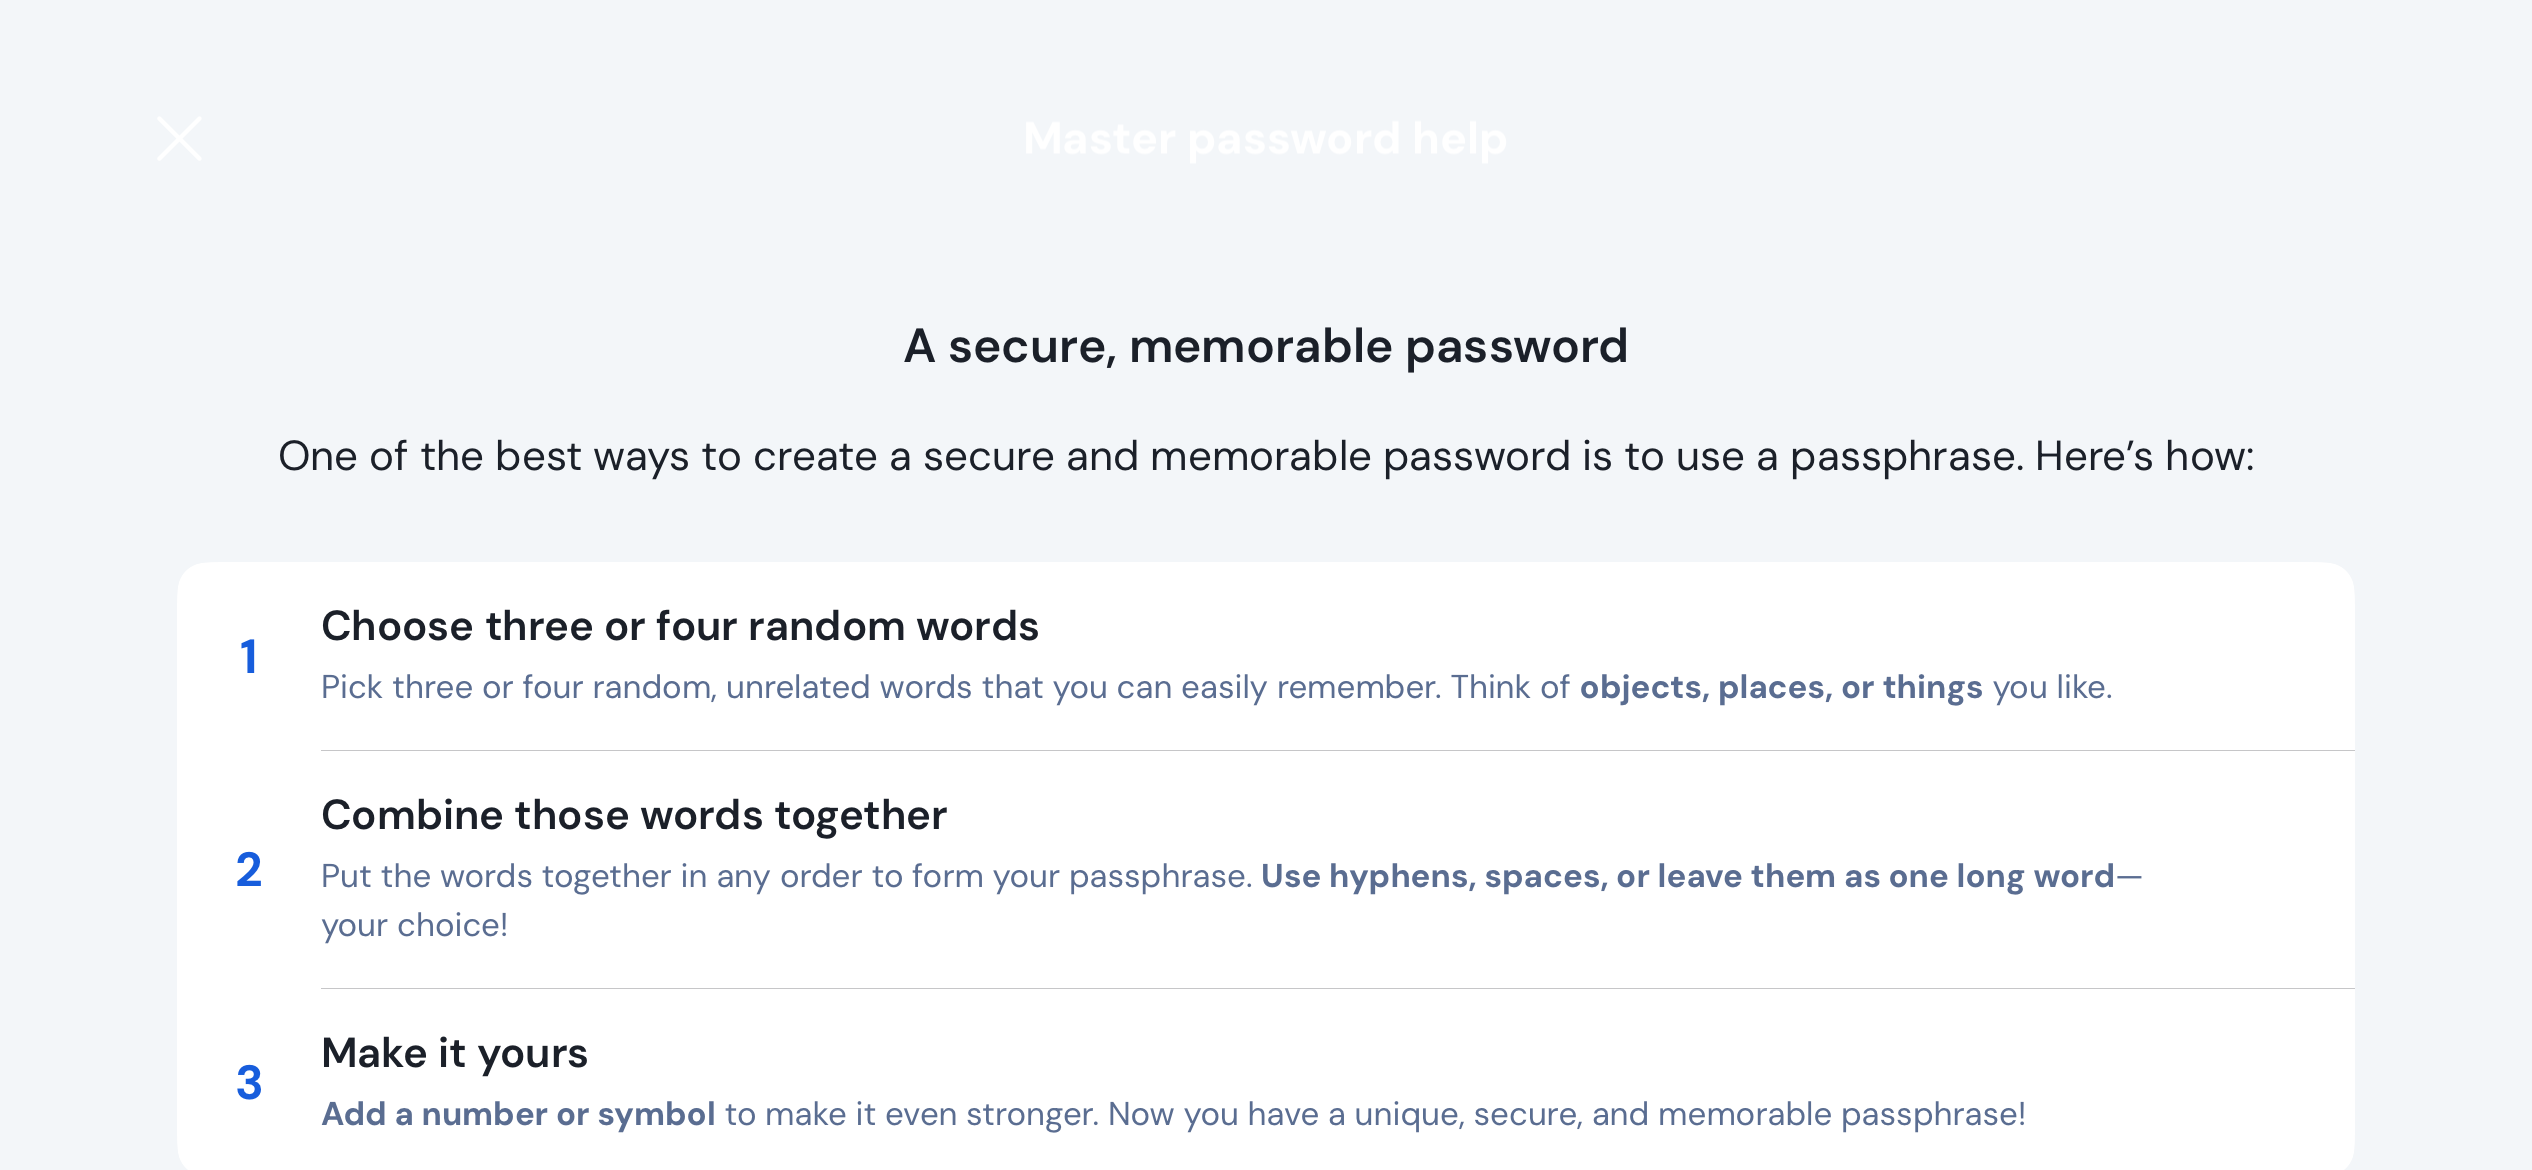 Master password help
A secure, memorable password
One of the best ways to create a secure and memorable password is to use a passphrase. Here’s how:
1
Choose three or four random words
Pick three or four random, unrelated words that you can easily remember. Think of objects, places, or things you like.
2
Combine those words together
Put the words together in any order to form your passphrase. Use hyphens, spaces, or leave them as one long word—
your choice!
3
Make it yours
Add a number or symbol to make it even stronger. Now you have a unique, secure, and memorable passphrase!